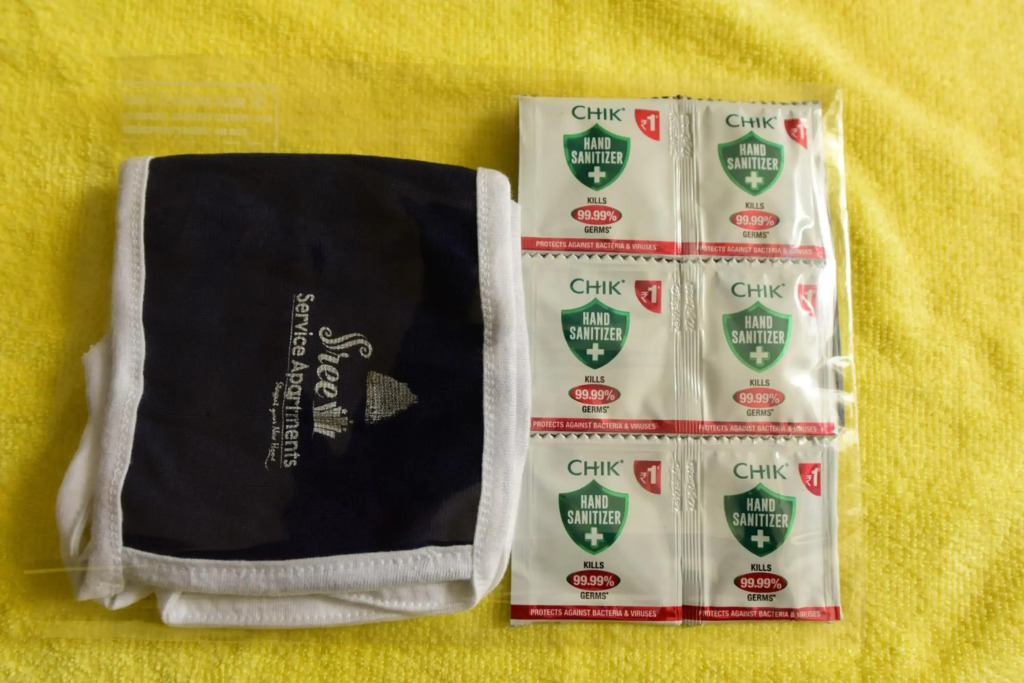 Sree
Service Apartments
CHIK
₹1
HAND
SANITIZER
KILLS
99.99%
GERMS*
PROTECTS AGAINST BACTERIA & VIRUSES
CHIK
₹1
HAND
SANITIZER
KILLS
99.99%
GERMS*
PROTECTS AGAINST BACTERIA & VIRUSES
CHIK
₹1
HAND
SANITIZER
KILLS
99.99%
GERMS*
PROTECTS AGAINST BACTERIA & VIRUSES
CHIK
₹1
HAND
SANITIZER
KILLS
99.99%
GERMS*
PROTECTS AGAINST BACTERIA & VIRUSES
CHIK
₹1
HAND
SANITIZER
KILLS
99.99%
GERMS*
PROTECTS AGAINST BACTERIA & VIRUSES
CHIK
₹1
HAND
SANITIZER
KILLS
99.99%
GERMS*
PROTECTS AGAINST BACTERIA & VIRUSES